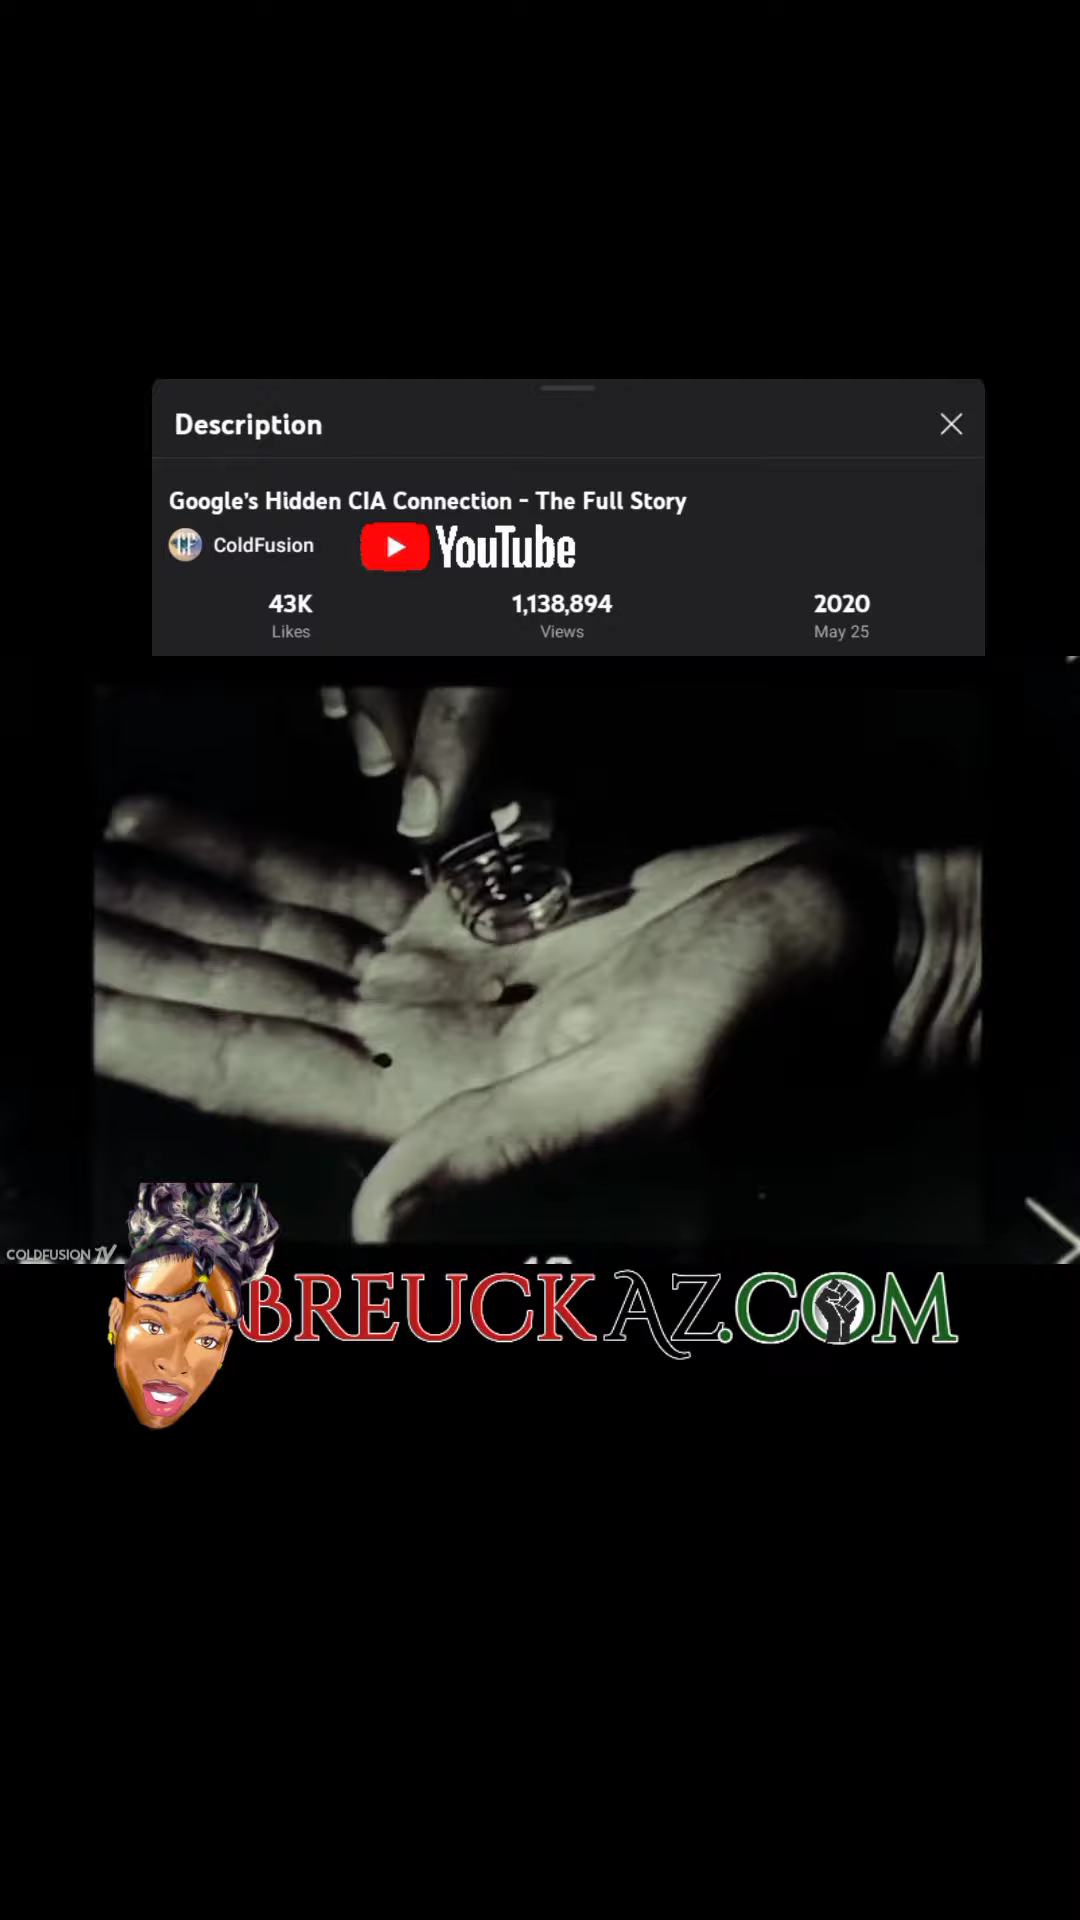 Description
Google's Hidden CIA Connection - The Full Story
CF ColdFusion YouTube
43K 1,138,894 2020
Likes Views May 25
COLDFUSION TV
BREUCKAZ.COM